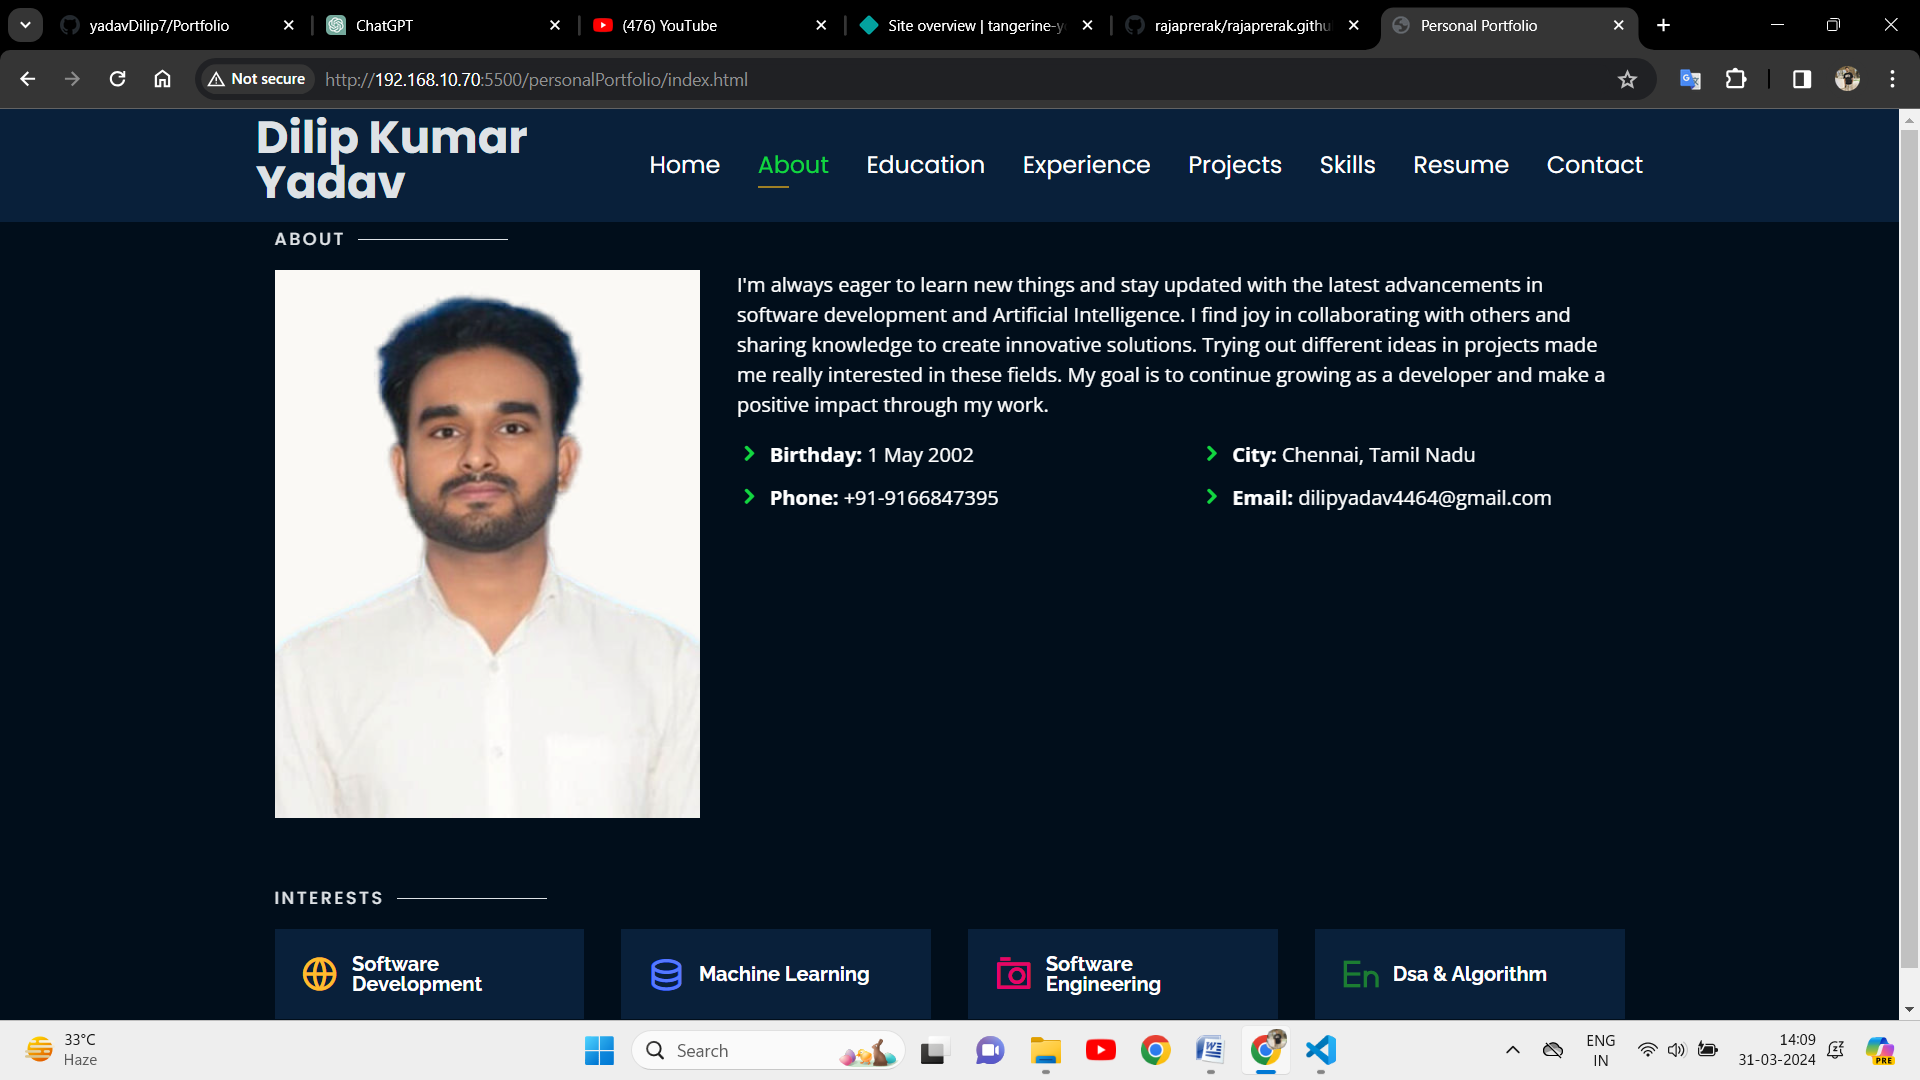 yadavDilip7/Portfolio
ChatGPT
(476) YouTube
Site overview | tangerine-y
rajaprerak/rajaprerak.githu
Personal Portfolio
Not secure
http://192.168.10.70:5500/personalPortfolio/index.html
Dilip Kumar
Yadav
Home
About
Education
Experience
Projects
Skills
Resume
Contact
ABOUT
I'm always eager to learn new things and stay updated with the latest advancements in
software development and Artificial Intelligence. I find joy in collaborating with others and
sharing knowledge to create innovative solutions. Trying out different ideas in projects made
me really interested in these fields. My goal is to continue growing as a developer and make a
positive impact through my work.
Birthday: 1 May 2002
City: Chennai, Tamil Nadu
Phone: +91-9166847395
Email: dilipyadav4464@gmail.com
INTERESTS
Software
Development
Machine Learning
Software
Engineering
En
Dsa & Algorithm
33°C
Haze
Search
ENG
IN
14:09
31-03-2024
PRE